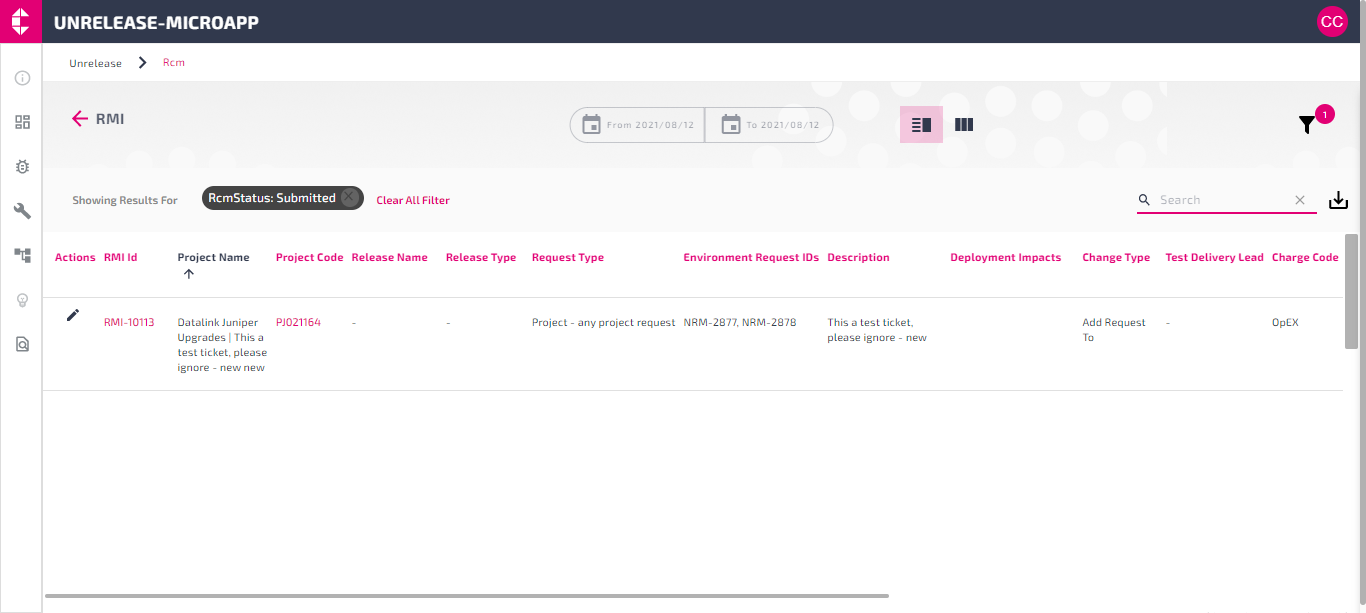 UNRELEASE-MICROAPP
CC
Unrelease
Rcm
RMI
From 2021/08/12
To 2021/08/12
1
Showing Results For
RcmStatus: Submitted
Clear All Filter
Search
Actions RMI Id Project Name Project Code Release Name Release Type Request Type Environment Request IDs Description Deployment Impacts Change Type Test Delivery Lead Charge Code
RMI-10113 Datalink Juniper PJ021164 - - Project - any project request NRM-2877, NRM-2878 This a test ticket, Add Request - OpEX
Upgrades | This a please ignore - new To
test ticket, please
ignore - new new